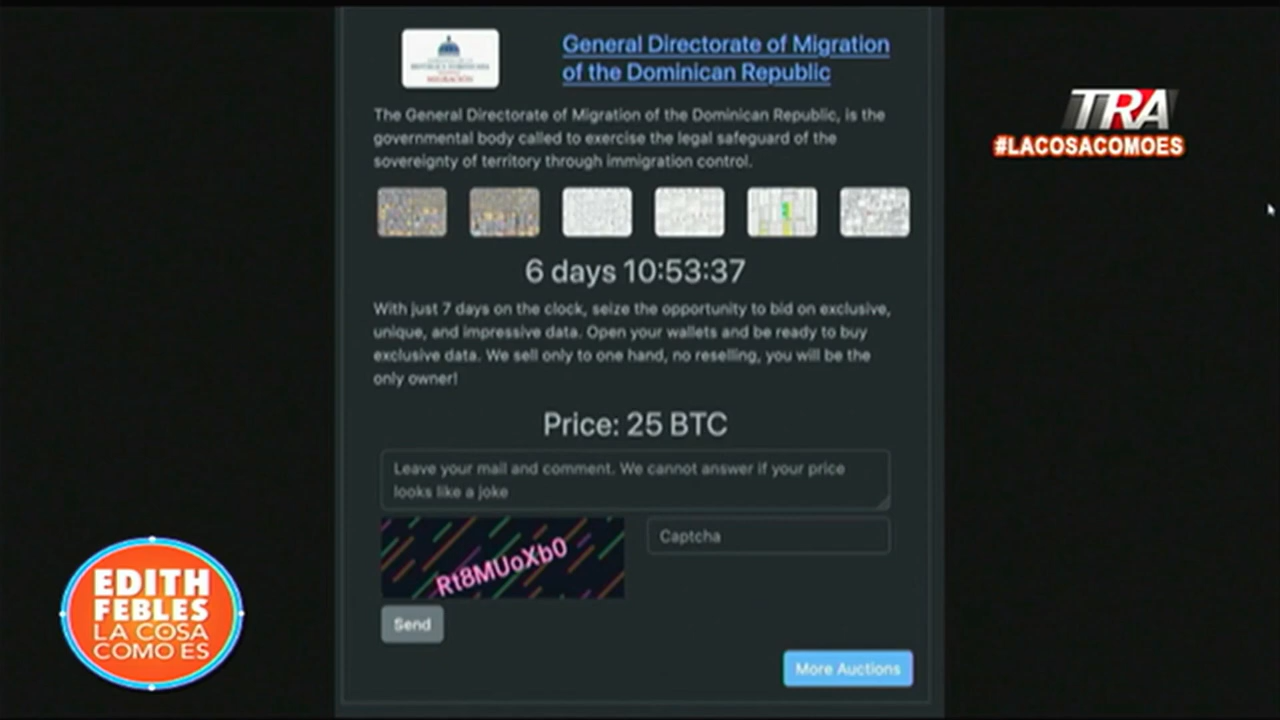 General Directorate of Migration
of the Dominican Republic
TRA
#LACOSACOMOES
The General Directorate of Migration of the Dominican Republic, is the
governmental body called to exercise the legal safeguard of the
sovereignty of territory through immigration control.
6 days 10:53:37
With just 7 days on the clock, seize the opportunity to bid on exclusive,
unique, and impressive data. Open your wallets and be ready to buy
exclusive data. We sell only to one hand, no reselling, you will be the
only owner!
Price: 25 BTC
Leave your mail and comment. We cannot answer if your price
looks like a joke
Rt8MUoXb0
Captcha
Send
More Auctions
EDITH
FEBLES
LA COSA
COMO ES